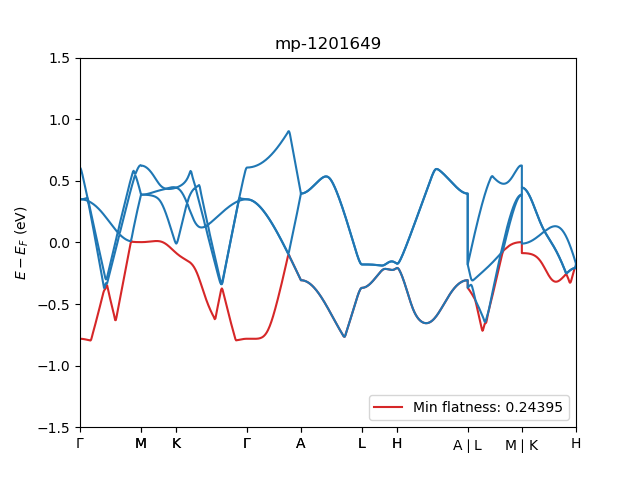 mp-1201649
E − E_F (eV)
1.5
1.0
0.5
0.0
−0.5
−1.0
−1.5
Min flatness: 0.24395
Γ M K Γ A L H A | L M | K H